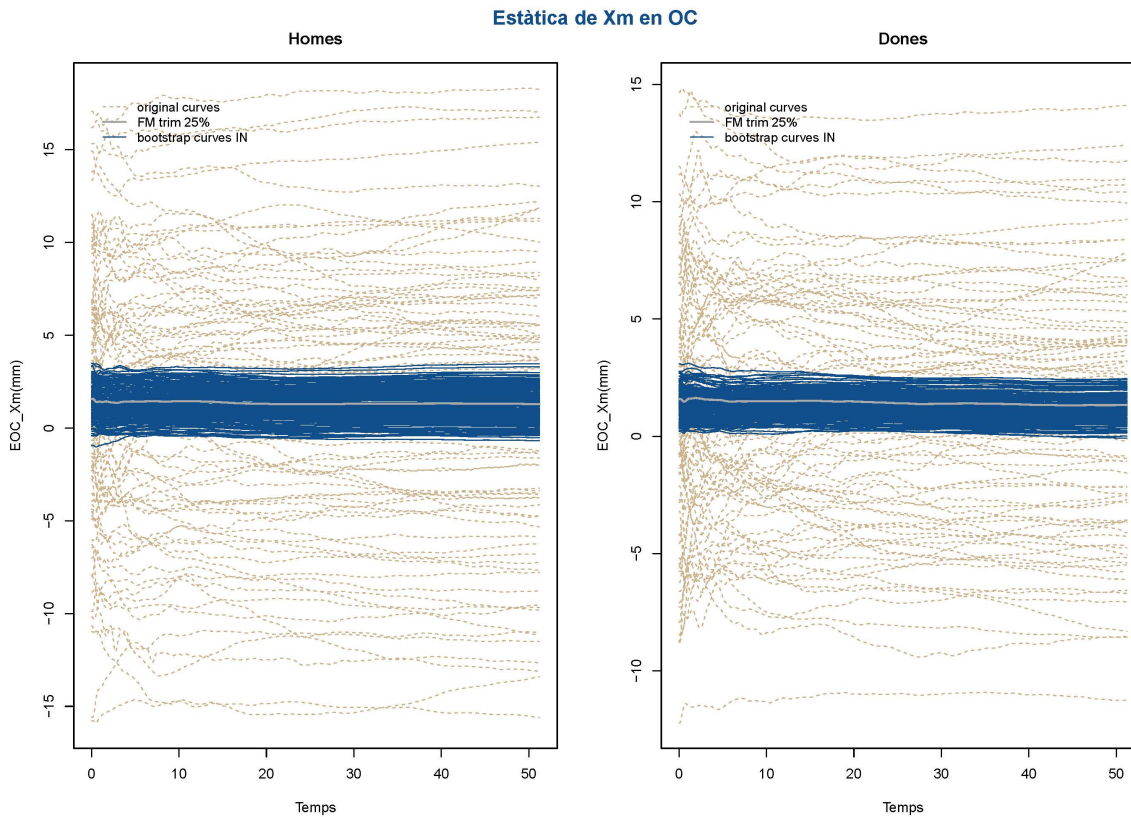 Estàtica de Xm en OC
Homes
original curves
FM trim 25%
bootstrap curves IN
EOC_Xm(mm)
15
10
5
0
−5
−10
−15
0 10 20 30 40 50
Temps
Dones
original curves
FM trim 25%
bootstrap curves IN
EOC_Xm(mm)
15
10
5
0
−5
−10
0 10 20 30 40 50
Temps